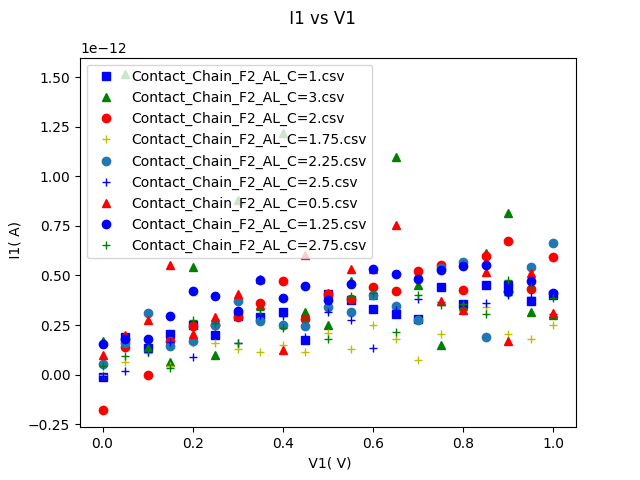 I1 vs V1
1e−12
1.50
1.25
1.00
0.75
0.50
0.25
0.00
−0.25
I1( A)
Contact_Chain_F2_AL_C=1.csv
Contact_Chain_F2_AL_C=3.csv
Contact_Chain_F2_AL_C=2.csv
Contact_Chain_F2_AL_C=1.75.csv
Contact_Chain_F2_AL_C=2.25.csv
Contact_Chain_F2_AL_C=2.5.csv
Contact_Chain_F2_AL_C=0.5.csv
Contact_Chain_F2_AL_C=1.25.csv
Contact_Chain_F2_AL_C=2.75.csv
0.0 0.2 0.4 0.6 0.8 1.0
V1( V)